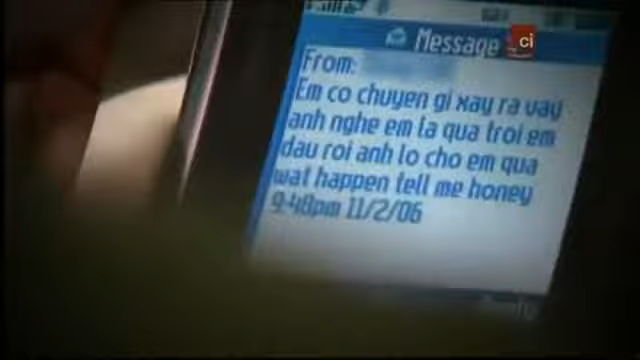 Message
ci
From:
Em co chuyen gi xay ra vay
anh nghe em la qua troi em
dau roi anh lo cho em qua
wat happen tell me honey
9:48pm 11/2/06